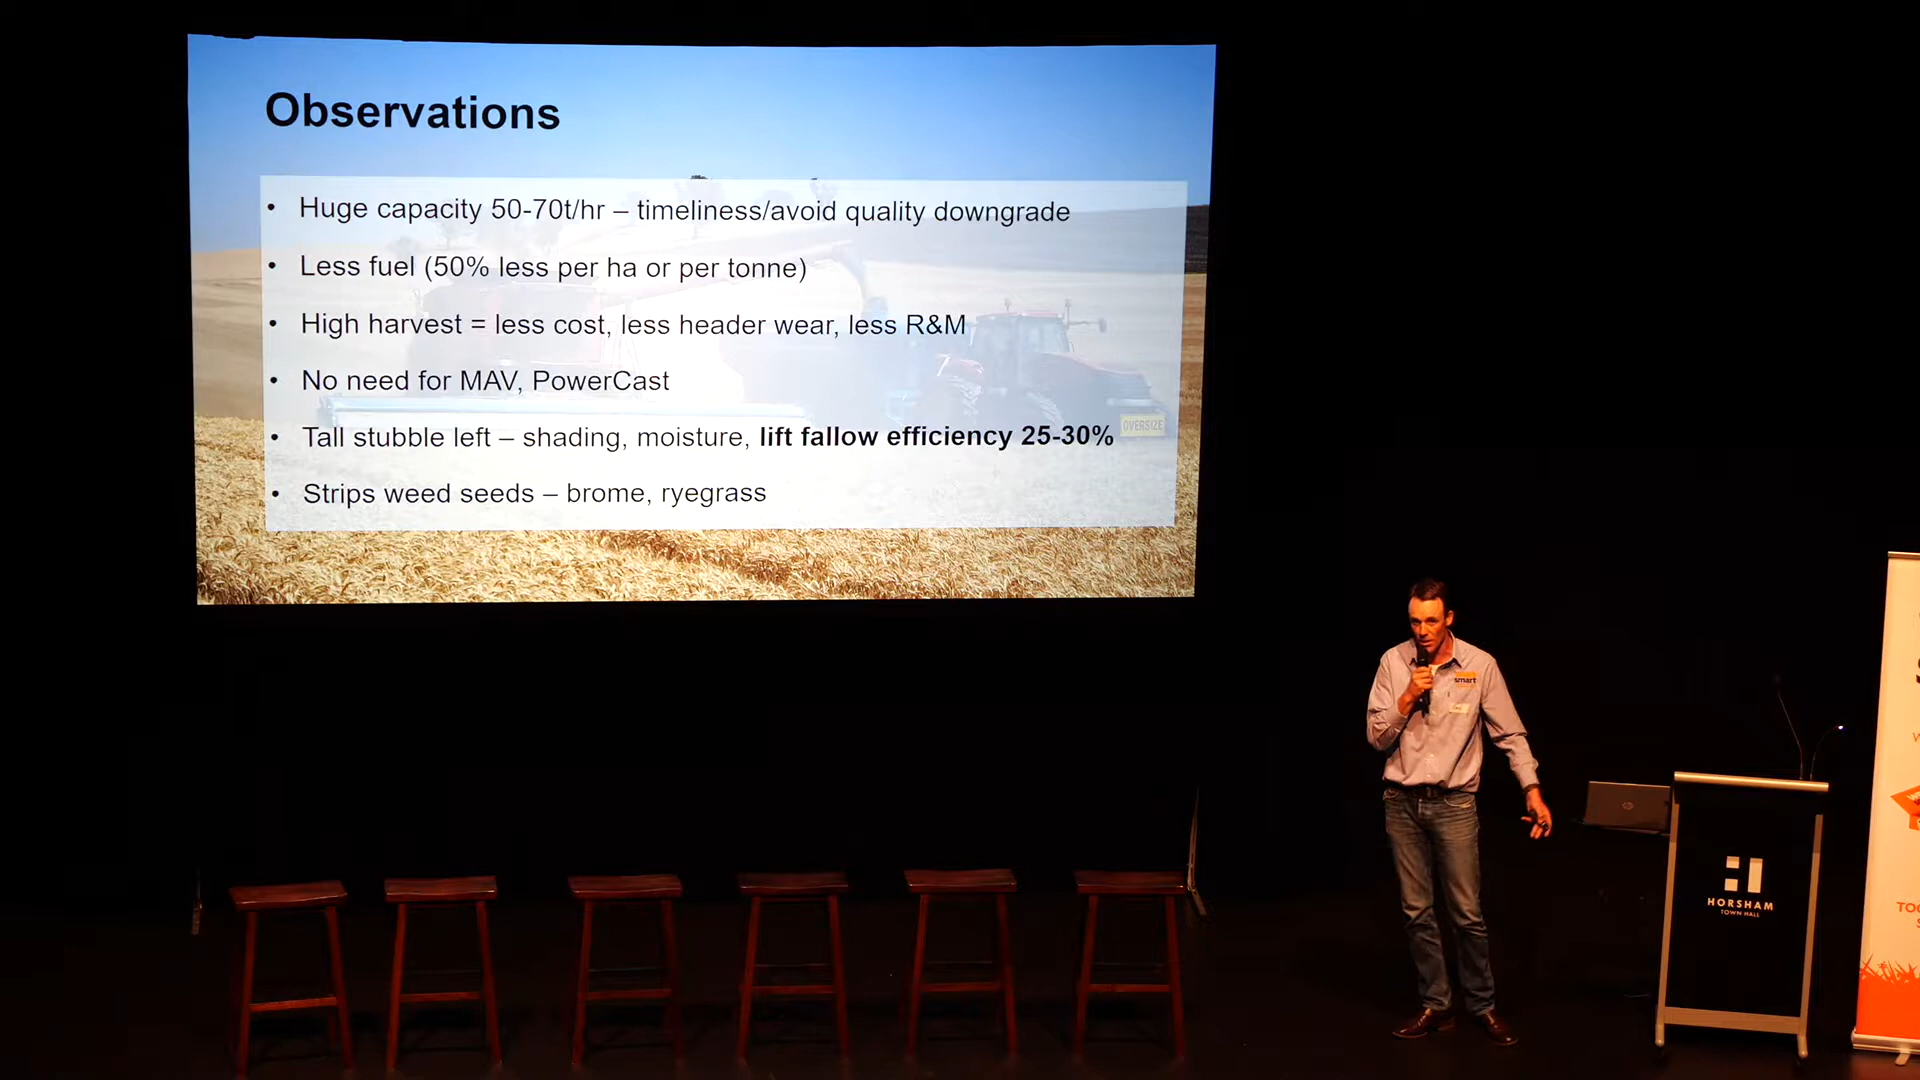 Observations
• Huge capacity 50-70t/hr – timeliness/avoid quality downgrade
• Less fuel (50% less per ha or per tonne)
• High harvest = less cost, less header wear, less R&M
• No need for MAV, PowerCast
• Tall stubble left – shading, moisture, lift fallow efficiency 25-30%
• Strips weed seeds – brome, ryegrass
OVERSIZE
smart
HORSHAM
TOWN HALL